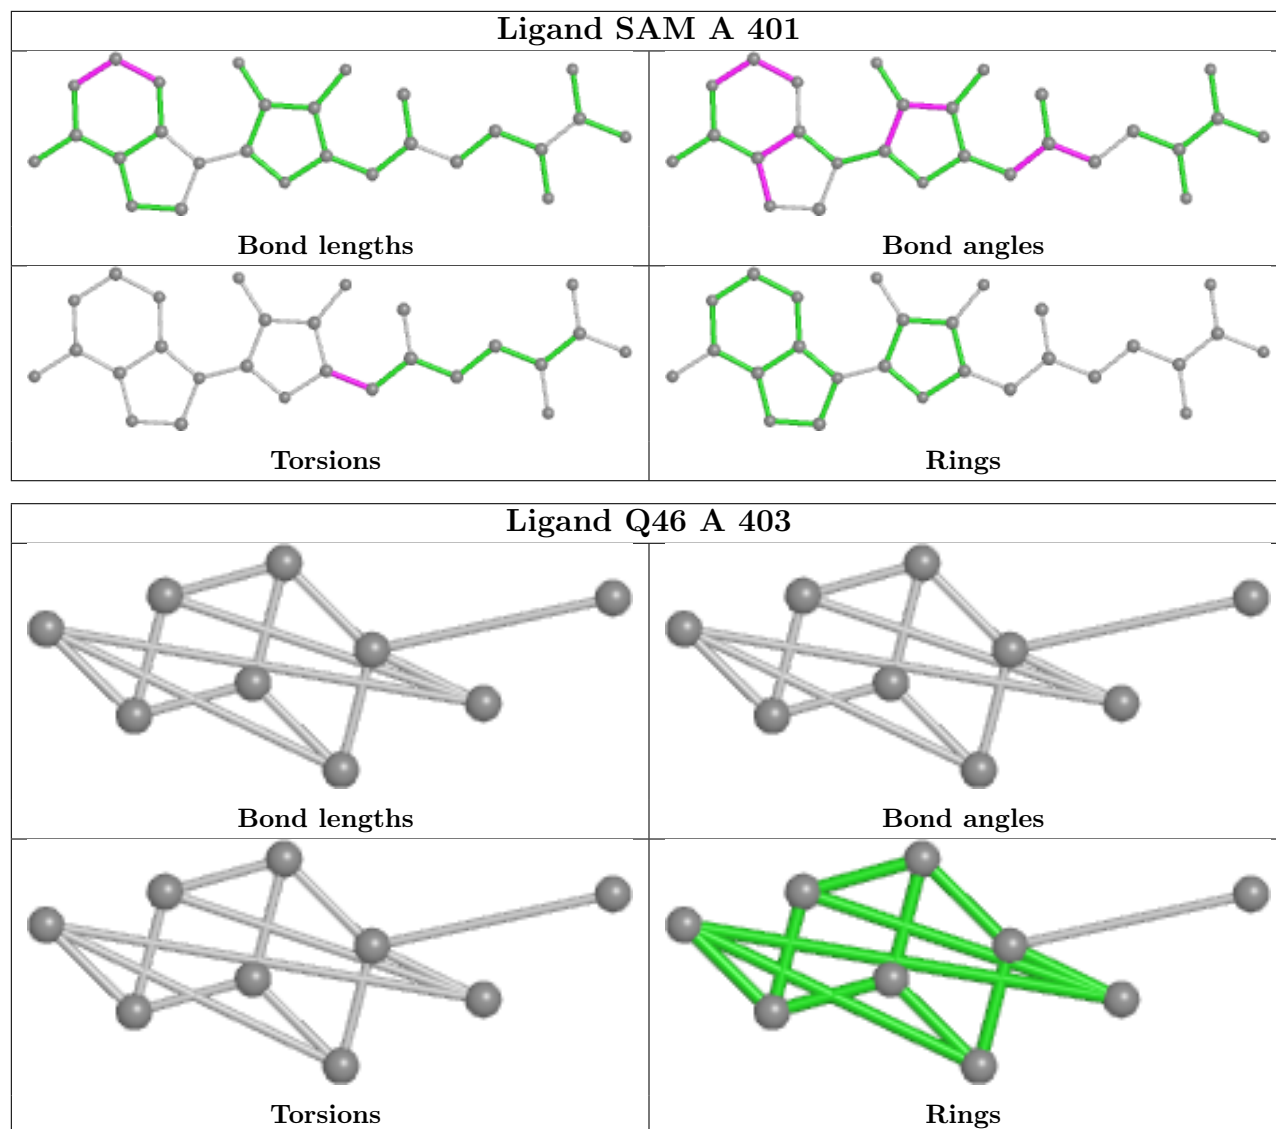 Ligand SAM A 401
Bond lengths
Bond angles
Torsions
Rings
Ligand Q46 A 403
Bond lengths
Bond angles
Torsions
Rings